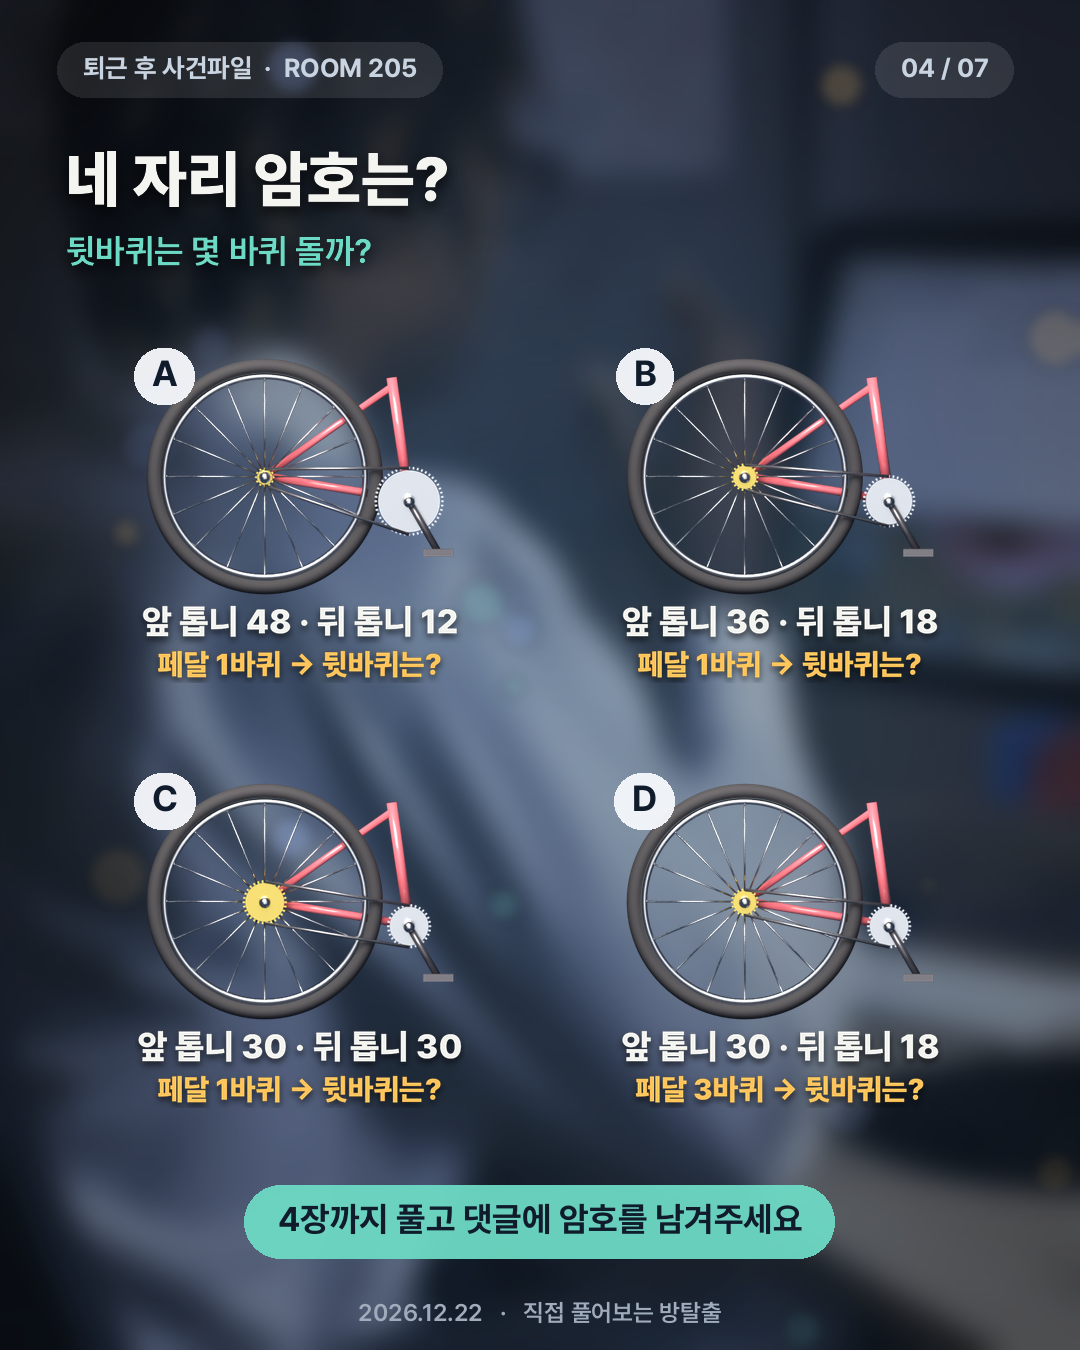 퇴근 후 사건파일 · ROOM 205
04 / 07
네 자리 암호는?
뒷바퀴는 몇 바퀴 돌까?
A
B
앞 톱니 48 · 뒤 톱니 12
페달 1바퀴 → 뒷바퀴는?
앞 톱니 36 · 뒤 톱니 18
페달 1바퀴 → 뒷바퀴는?
C
D
앞 톱니 30 · 뒤 톱니 30
페달 1바퀴 → 뒷바퀴는?
앞 톱니 30 · 뒤 톱니 18
페달 3바퀴 → 뒷바퀴는?
4장까지 풀고 댓글에 암호를 남겨주세요
2026.12.22 · 직접 풀어보는 방탈출